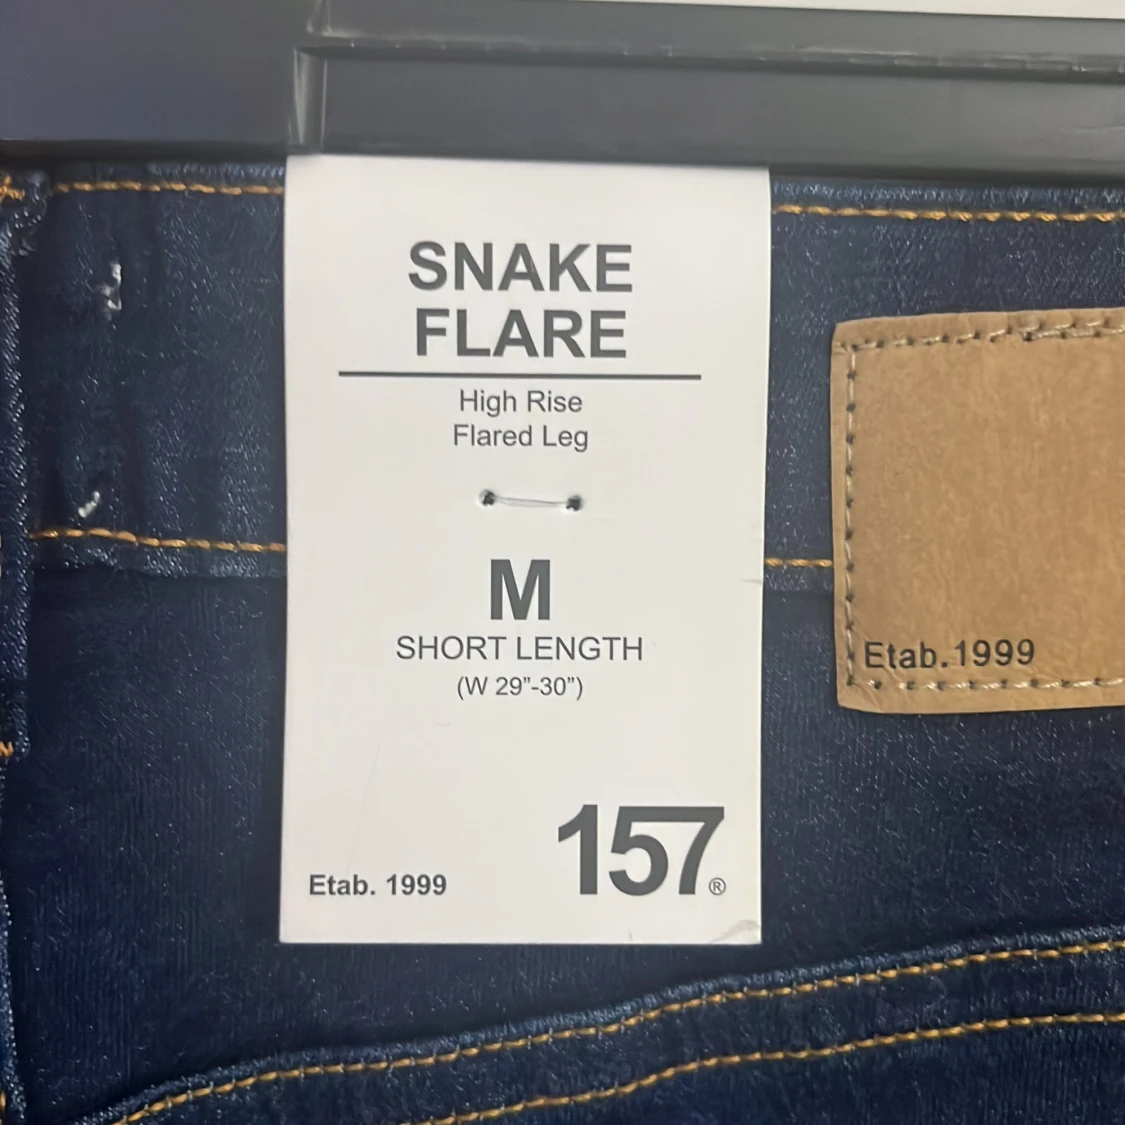 SNAKE
FLARE
High Rise
Flared Leg
M
SHORT LENGTH
(W 29”-30”)
157®
Etab. 1999
Etab. 1999